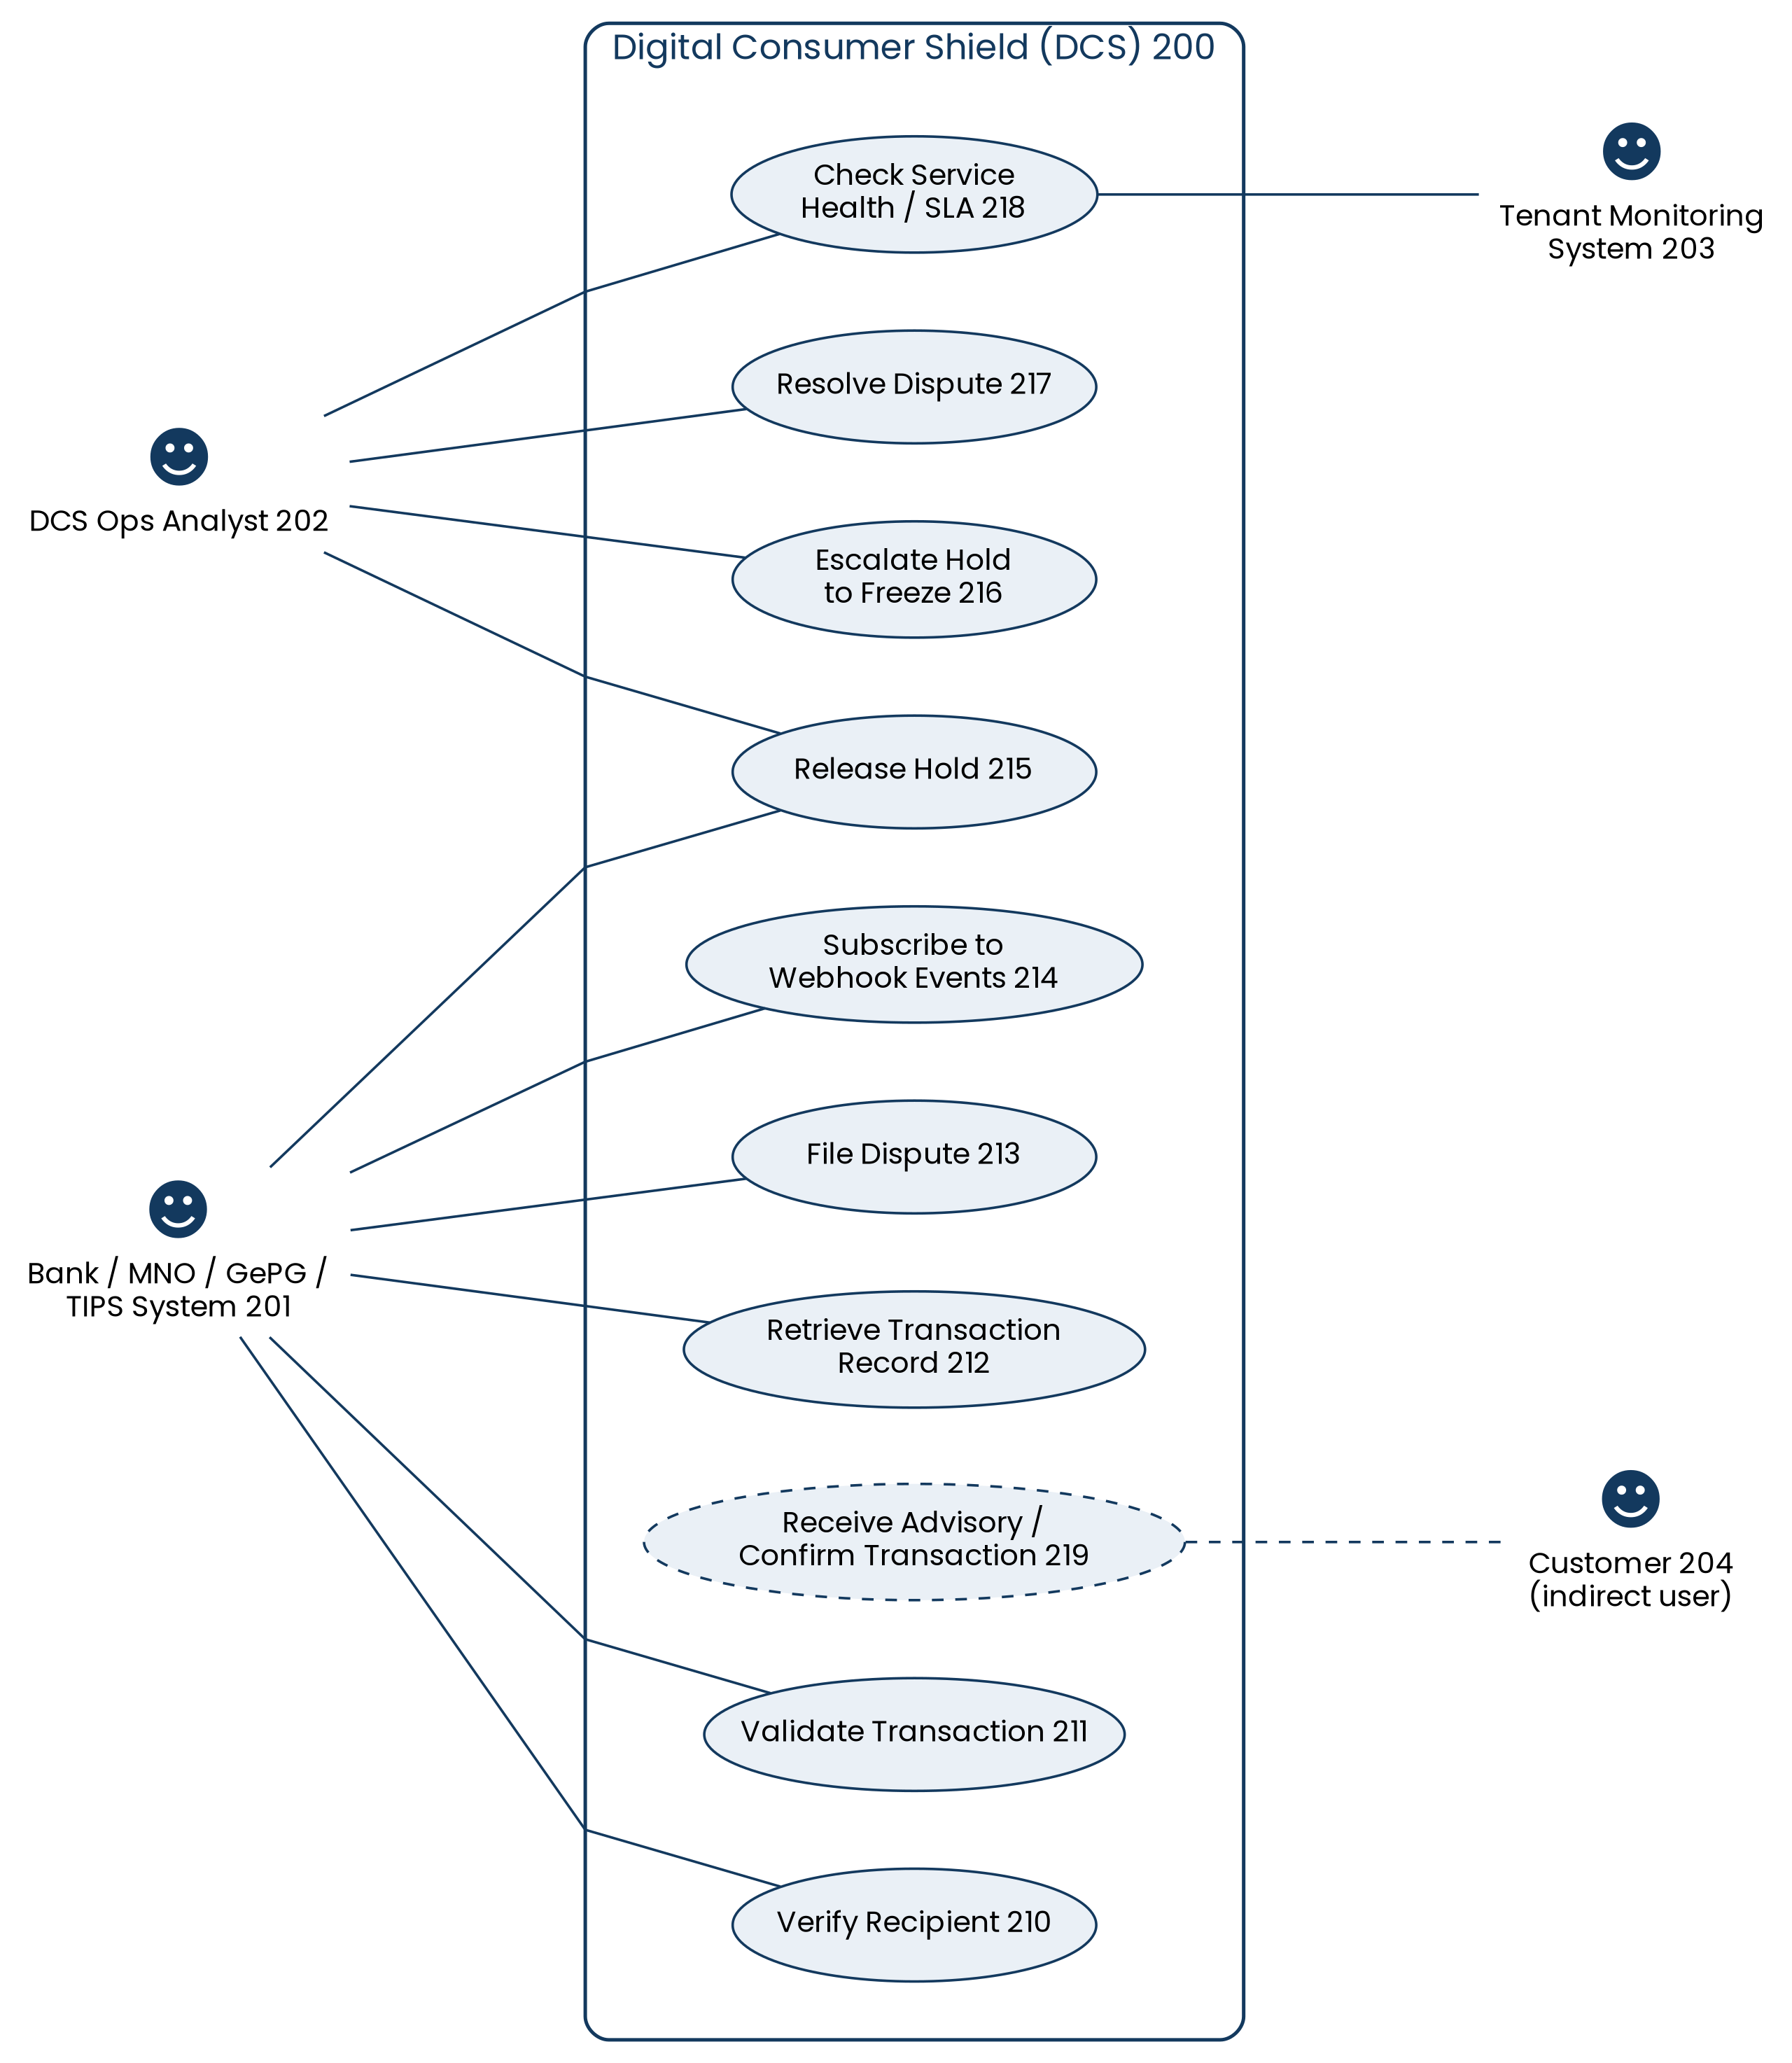 Digital Consumer Shield (DCS) 200
Check Service
Health / SLA 218
Tenant Monitoring
System 203
Resolve Dispute 217
DCS Ops Analyst 202
Escalate Hold
to Freeze 216
Release Hold 215
Subscribe to
Webhook Events 214
File Dispute 213
Bank / MNO / GePG /
TIPS System 201
Retrieve Transaction
Record 212
Receive Advisory /
Confirm Transaction 219
Customer 204
(indirect user)
Validate Transaction 211
Verify Recipient 210